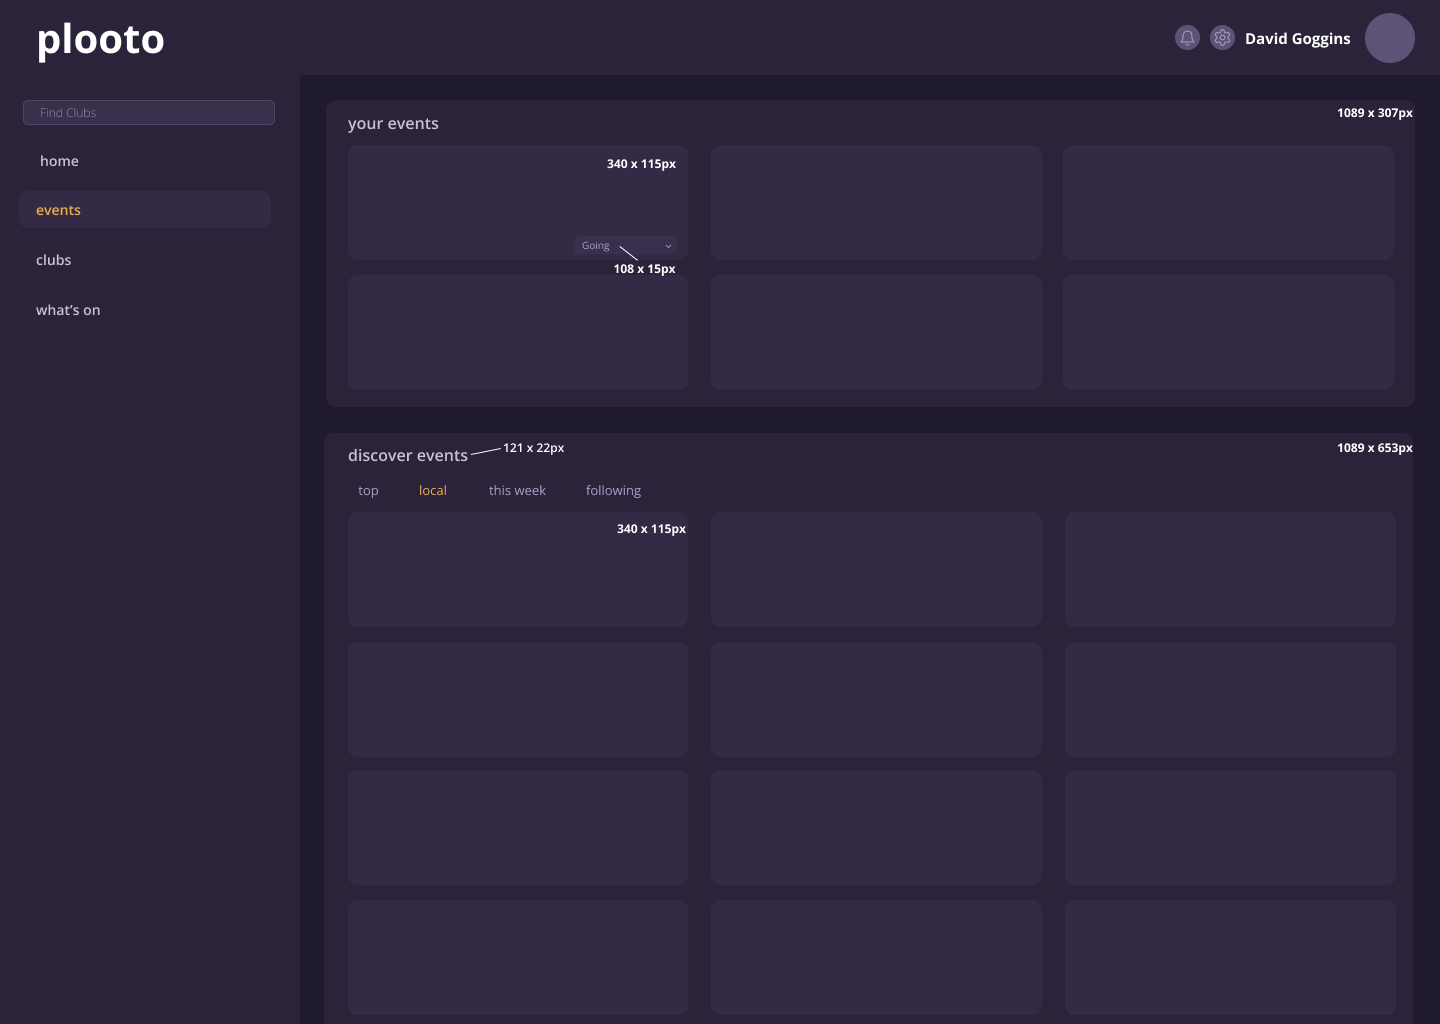 plooto
David Goggins
Find Clubs
home
events
clubs
what's on
your events
1089 x 307px
340 x 115px
Going
108 x 15px
discover events
121 x 22px
1089 x 653px
top local this week following
340 x 115px